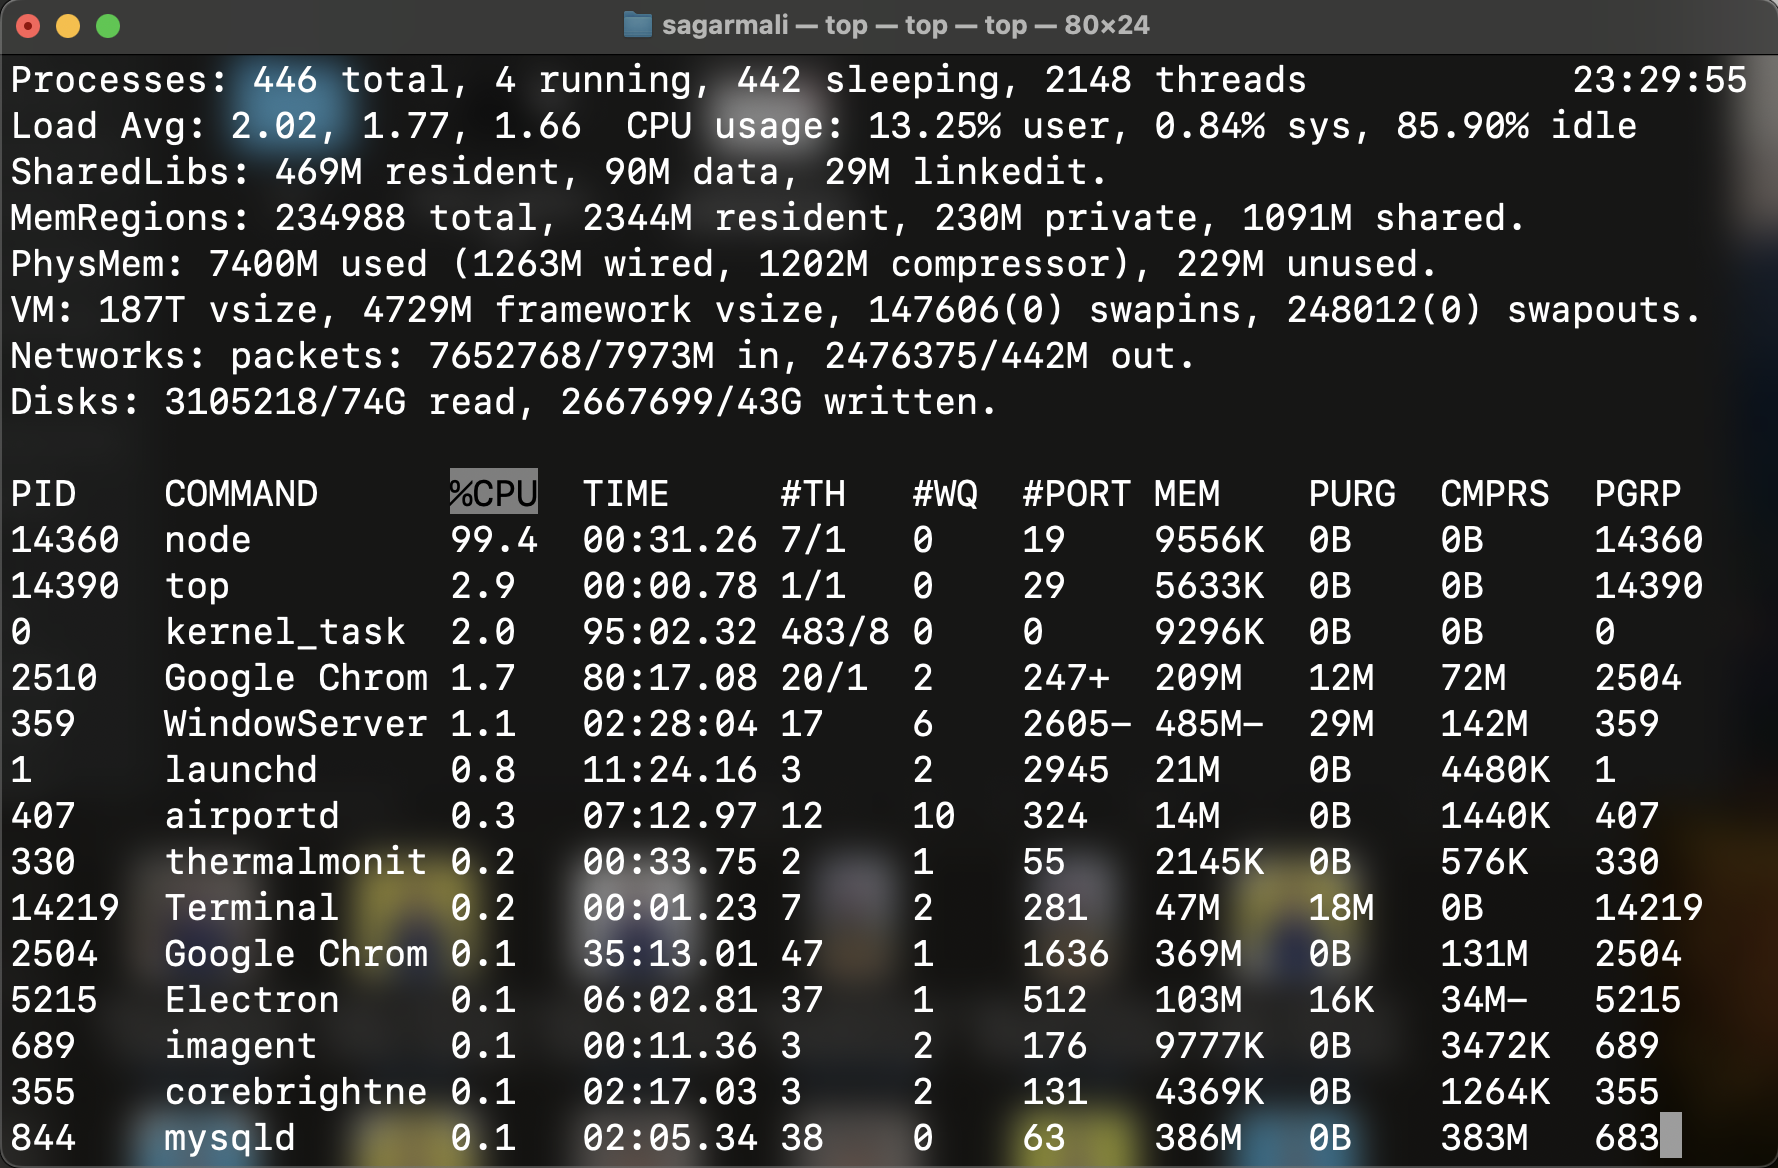 sagarmali — top — top — top — 80×24
Processes: 446 total, 4 running, 442 sleeping, 2148 threads 23:29:55
Load Avg: 2.02, 1.77, 1.66 CPU usage: 13.25% user, 0.84% sys, 85.90% idle
SharedLibs: 469M resident, 90M data, 29M linkedit.
MemRegions: 234988 total, 2344M resident, 230M private, 1091M shared.
PhysMem: 7400M used (1263M wired, 1202M compressor), 229M unused.
VM: 187T vsize, 4729M framework vsize, 147606(0) swapins, 248012(0) swapouts.
Networks: packets: 7652768/7973M in, 2476375/442M out.
Disks: 3105218/74G read, 2667699/43G written.
PID COMMAND %CPU TIME #TH #WQ #PORT MEM PURG CMPRS PGRP
14360 node 99.4 00:31.26 7/1 0 19 9556K 0B 0B 14360
14390 top 2.9 00:00.78 1/1 0 29 5633K 0B 0B 14390
0 kernel_task 2.0 95:02.32 483/8 0 0 9296K 0B 0B 0
2510 Google Chrom 1.7 80:17.08 20/1 2 247+ 209M 12M 72M 2504
359 WindowServer 1.1 02:28:04 17 6 2605- 485M- 29M 142M 359
1 launchd 0.8 11:24.16 3 2 2945 21M 0B 4480K 1
407 airportd 0.3 07:12.97 12 10 324 14M 0B 1440K 407
330 thermalmonit 0.2 00:33.75 2 1 55 2145K 0B 576K 330
14219 Terminal 0.2 00:01.23 7 2 281 47M 18M 0B 14219
2504 Google Chrom 0.1 35:13.01 47 1 1636 369M 0B 131M 2504
5215 Electron 0.1 06:02.81 37 1 512 103M 16K 34M- 5215
689 imagent 0.1 00:11.36 3 2 176 9777K 0B 3472K 689
355 corebrightne 0.1 02:17.03 3 2 131 4369K 0B 1264K 355
844 mysqld 0.1 02:05.34 38 0 63 386M 0B 383M 683